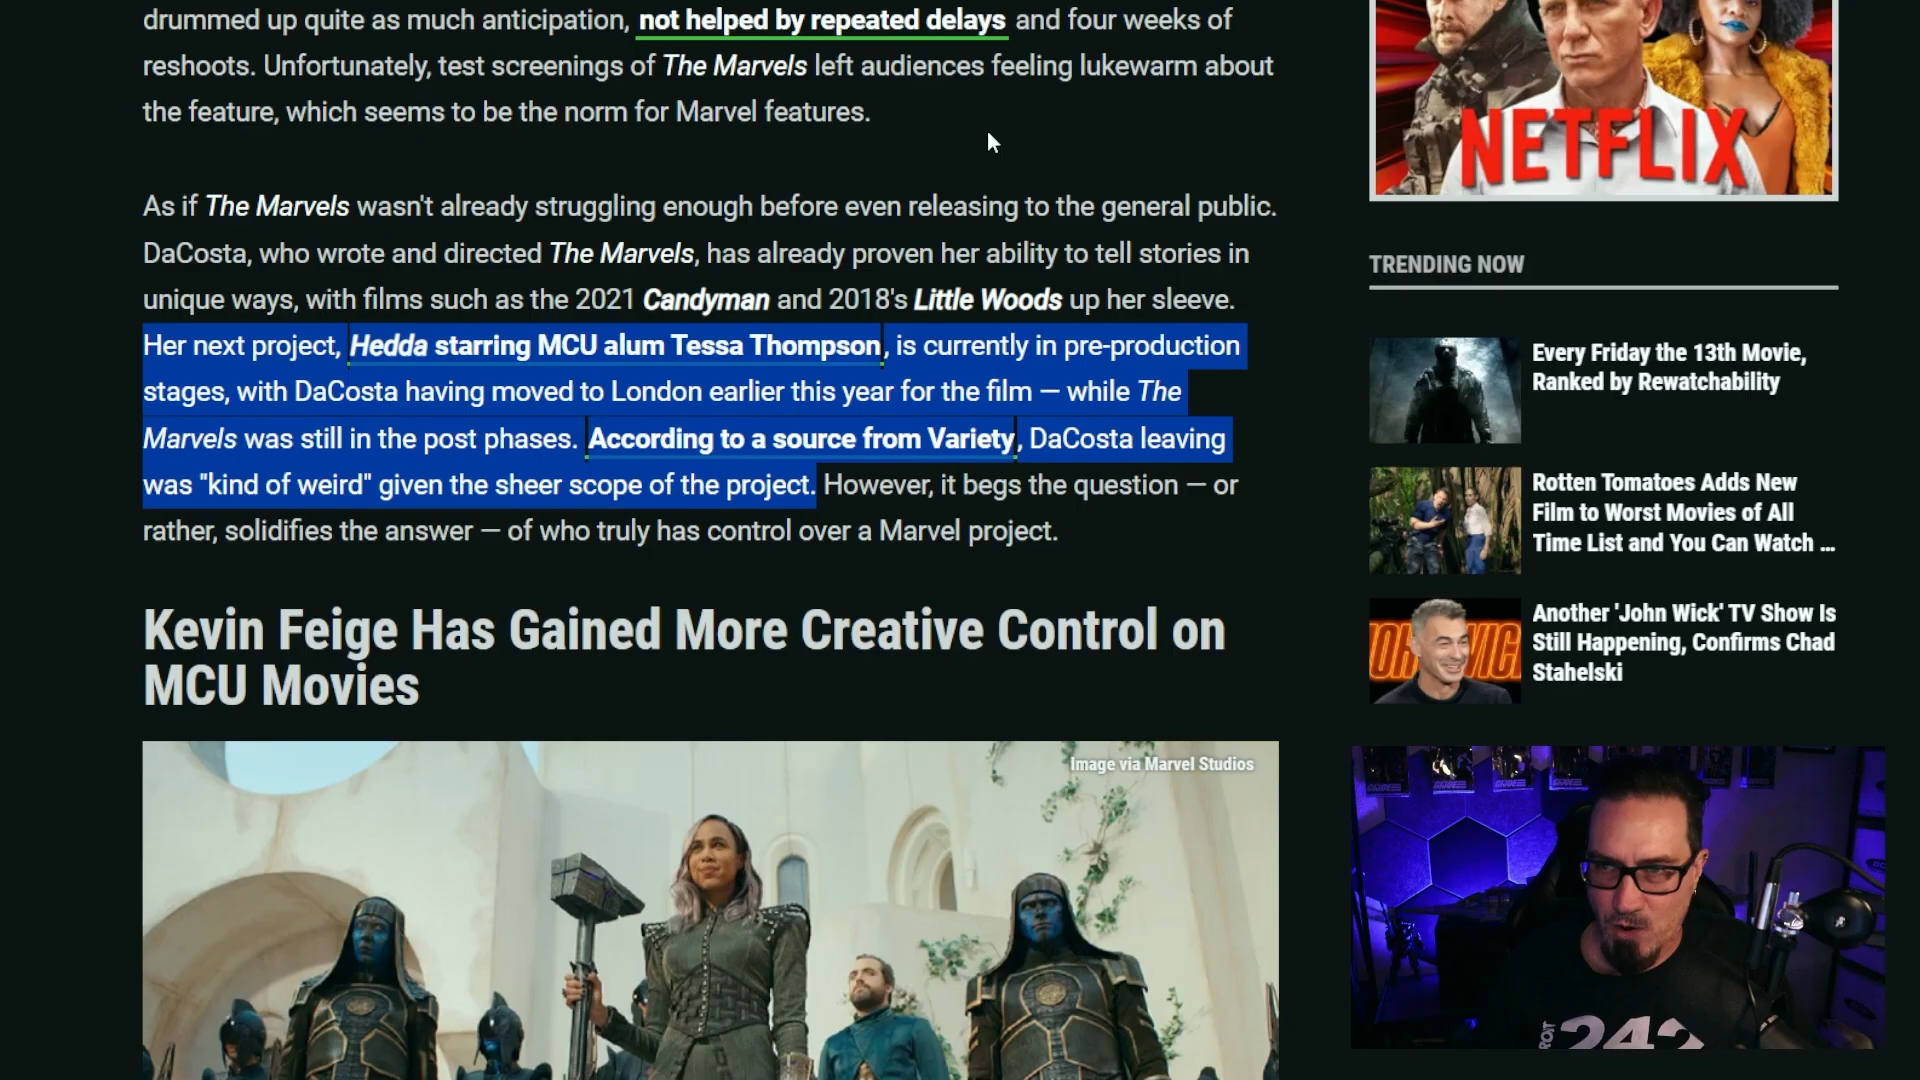 drummed up quite as much anticipation, not helped by repeated delays and four weeks of
reshoots. Unfortunately, test screenings of The Marvels left audiences feeling lukewarm about
the feature, which seems to be the norm for Marvel features.
As if The Marvels wasn't already struggling enough before even releasing to the general public.
DaCosta, who wrote and directed The Marvels, has already proven her ability to tell stories in
unique ways, with films such as the 2021 Candyman and 2018's Little Woods up her sleeve.
Her next project, Hedda starring MCU alum Tessa Thompson, is currently in pre-production
stages, with DaCosta having moved to London earlier this year for the film — while The
Marvels was still in the post phases. According to a source from Variety, DaCosta leaving
was "kind of weird" given the sheer scope of the project. However, it begs the question — or
rather, solidifies the answer — of who truly has control over a Marvel project.
Kevin Feige Has Gained More Creative Control on
MCU Movies
Image via Marvel Studios
NETFLIX
TRENDING NOW
Every Friday the 13th Movie,
Ranked by Rewatchability
Rotten Tomatoes Adds New
Film to Worst Movies of All
Time List and You Can Watch ...
Another 'John Wick' TV Show Is
Still Happening, Confirms Chad
Stahelski
242